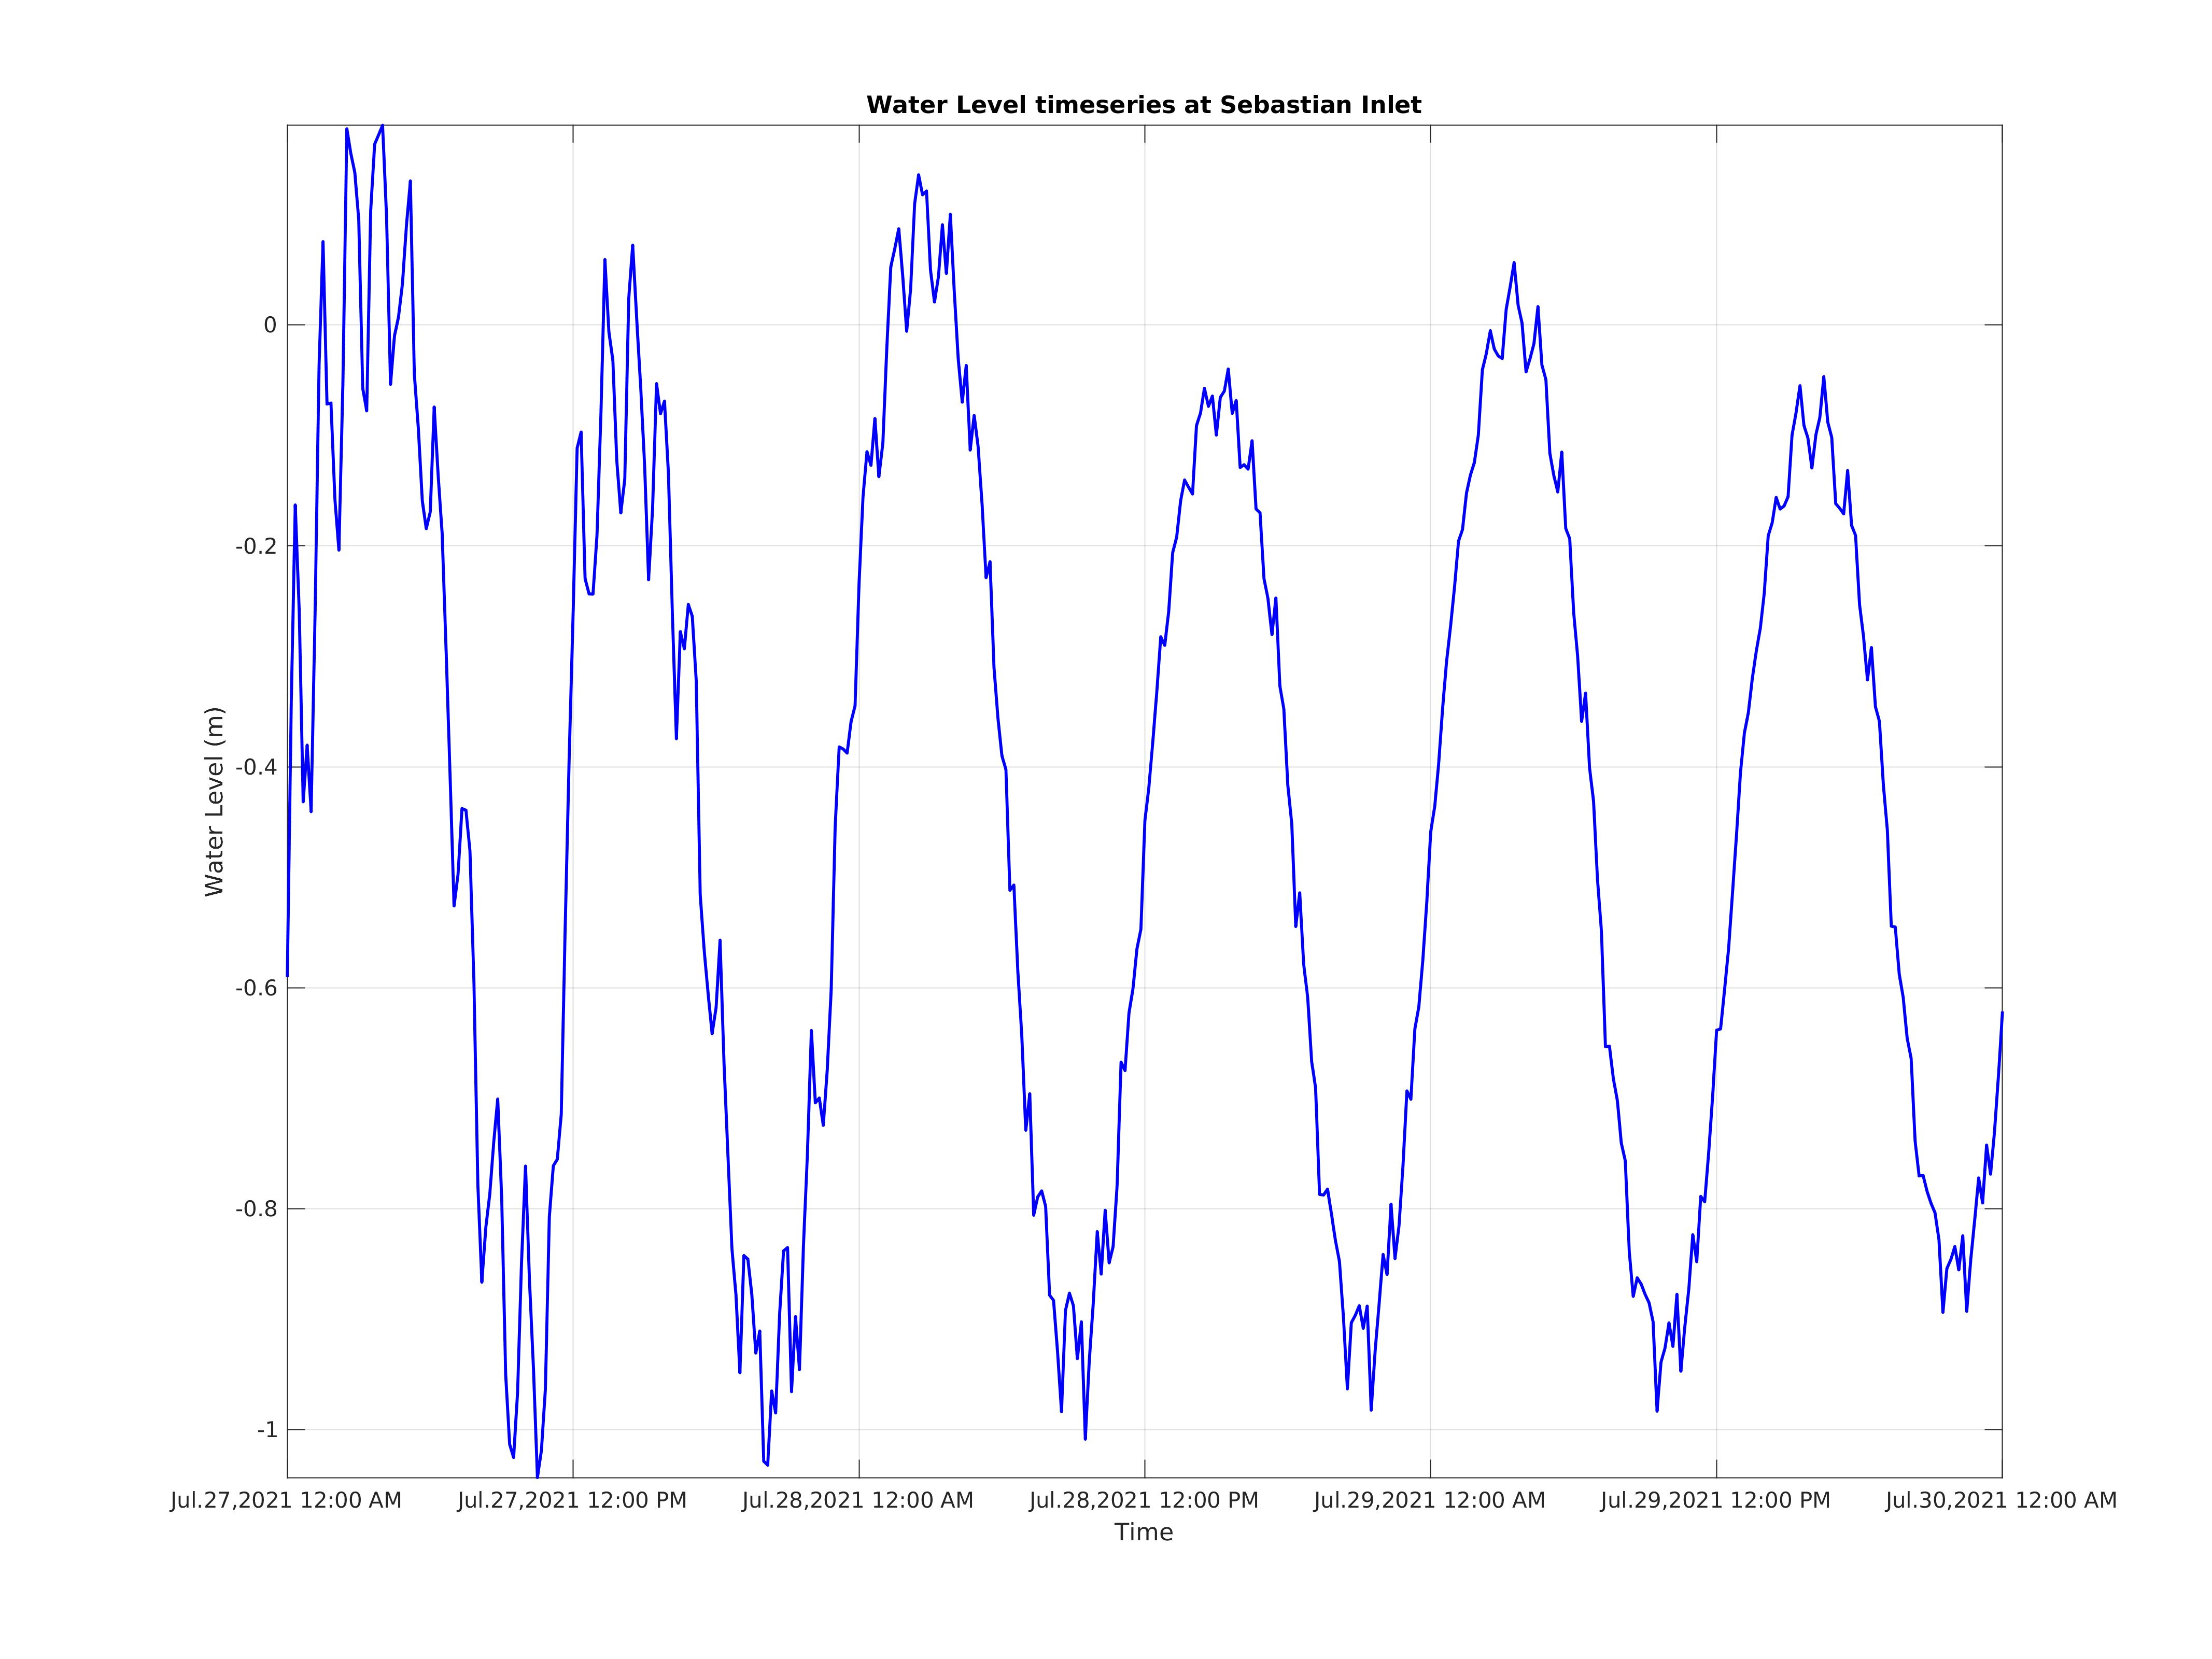 Water Level timeseries at Sebastian Inlet
0
-0.2
-0.4
-0.6
-0.8
-1
Water Level (m)
Jul.27,2021 12:00 AM
Jul.27,2021 12:00 PM
Jul.28,2021 12:00 AM
Jul.28,2021 12:00 PM
Jul.29,2021 12:00 AM
Jul.29,2021 12:00 PM
Jul.30,2021 12:00 AM
Time